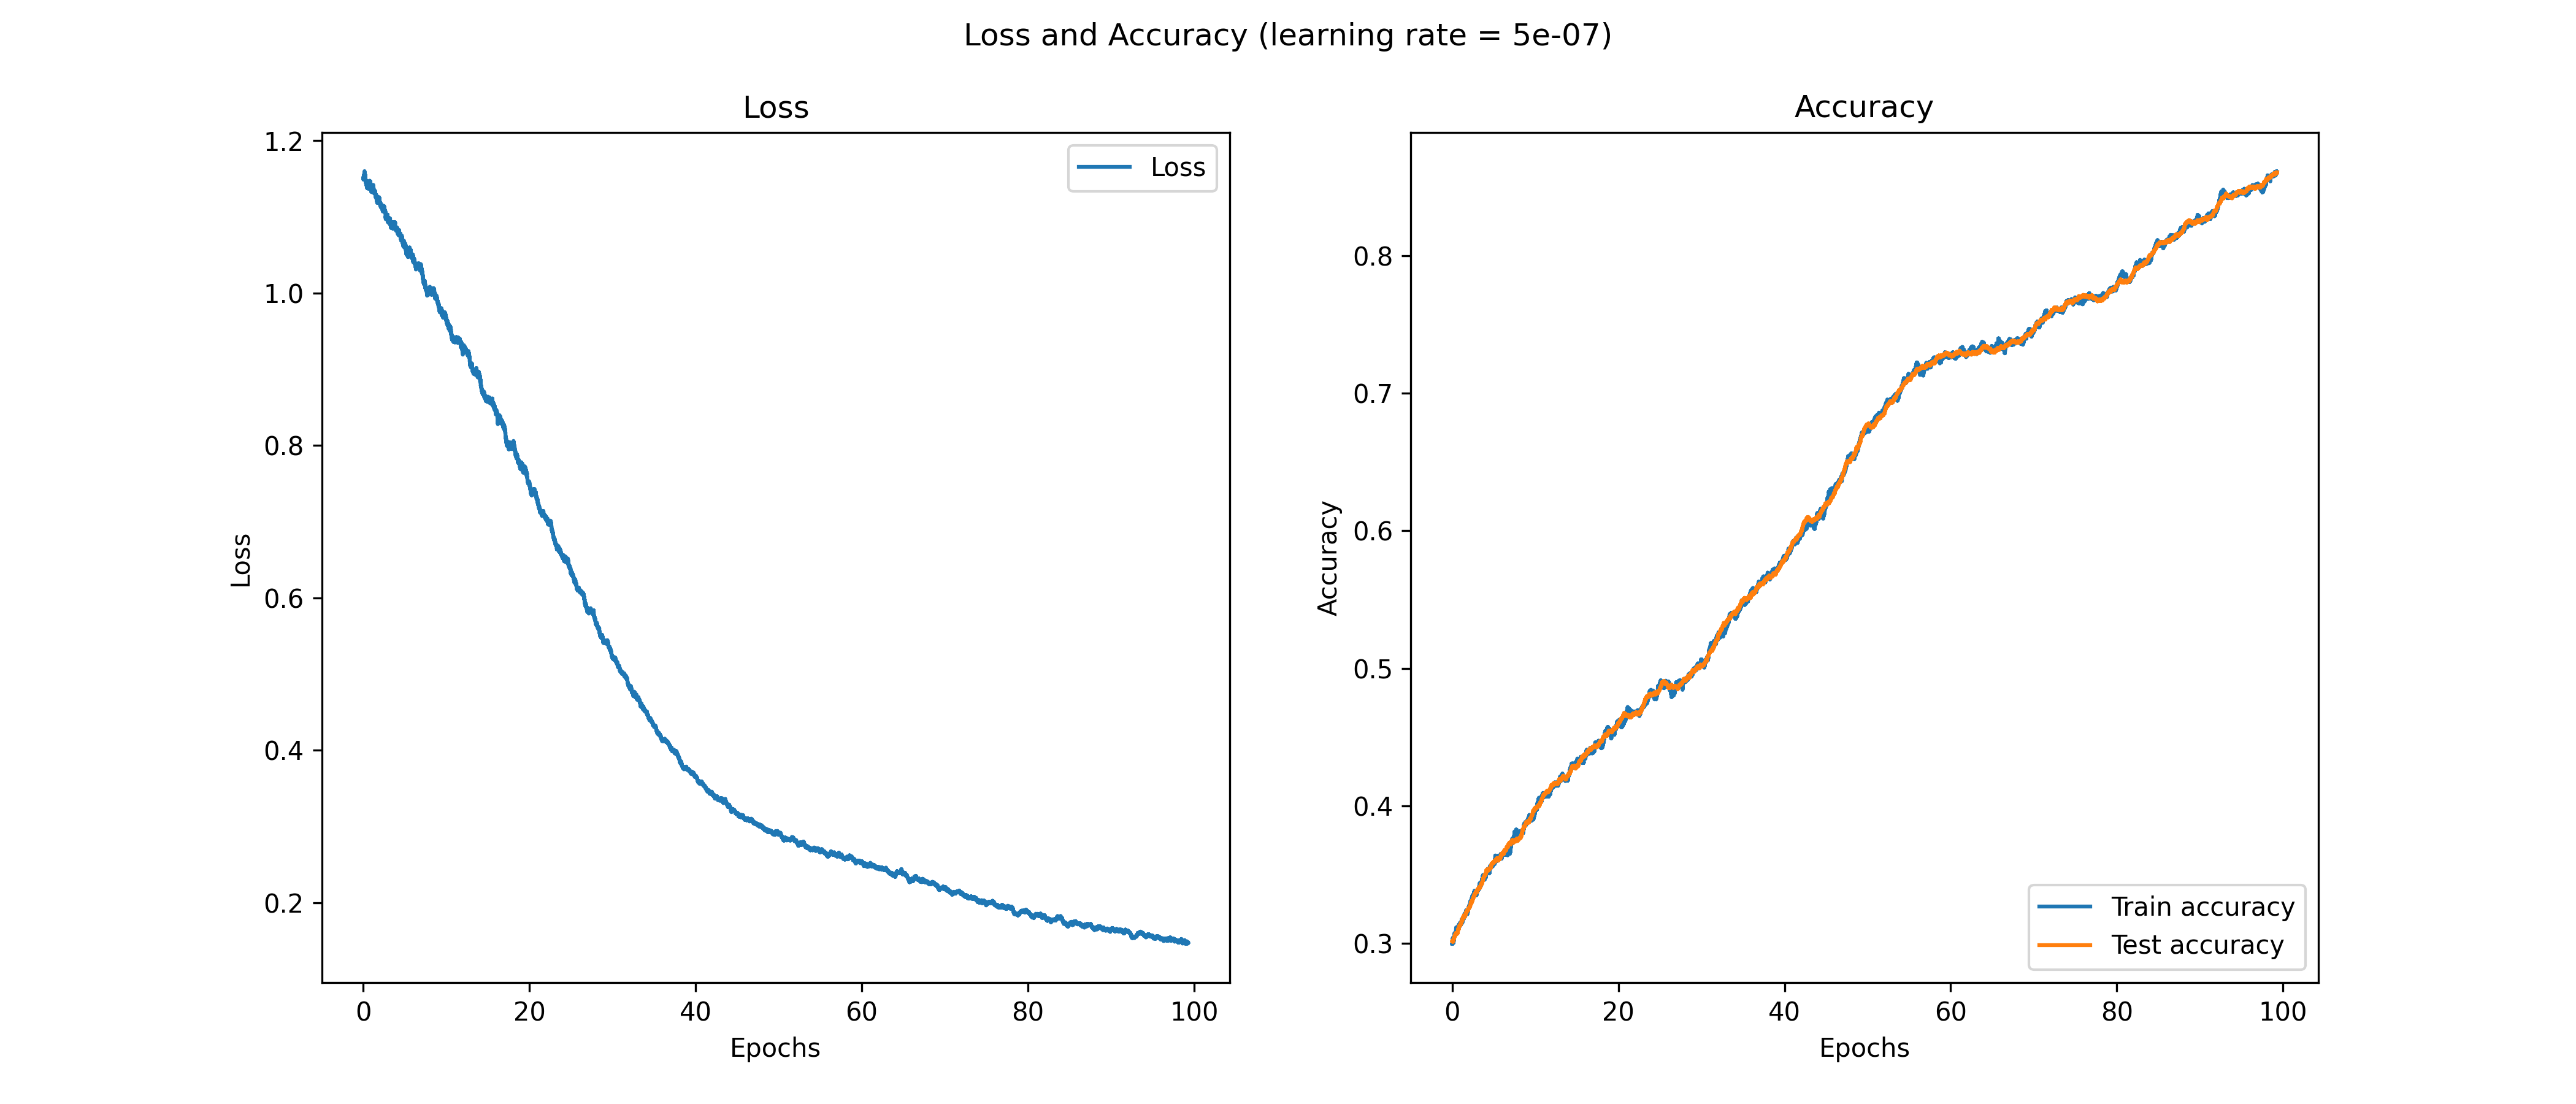 Loss and Accuracy (learning rate = 5e-07)
Loss
1.2
1.0
0.8
0.6
0.4
0.2
Loss
Loss
0 20 40 60 80 100
Epochs
Accuracy
0.8
0.7
0.6
0.5
0.4
0.3
Accuracy
Train accuracy
Test accuracy
0 20 40 60 80 100
Epochs